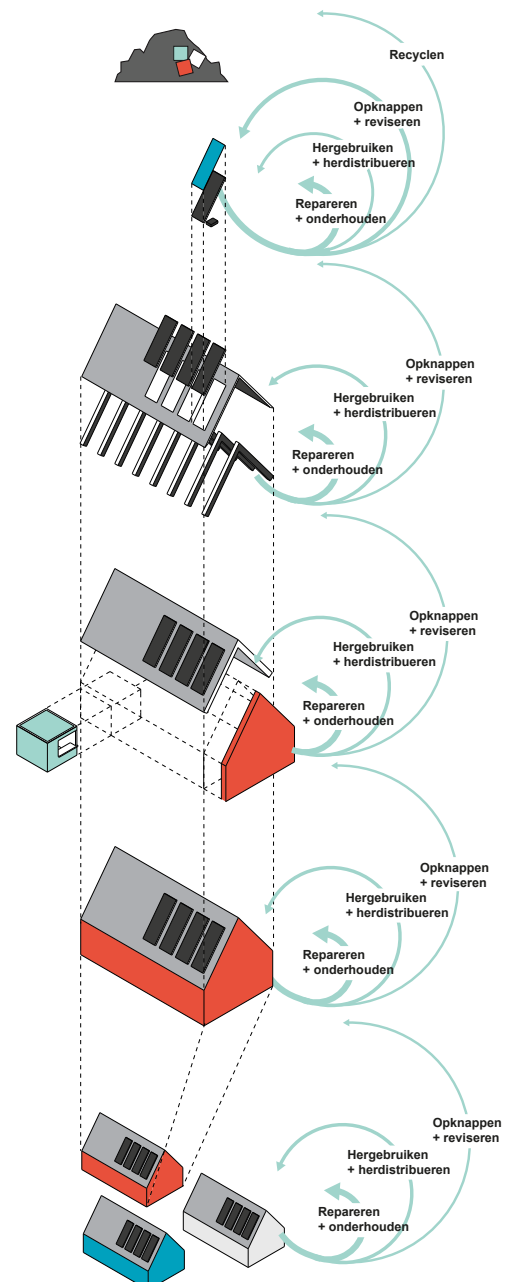 Recyclen
Opknappen
+ reviseren
Hergebruiken
+ herdistribueren
Repareren
+ onderhouden
Opknappen
+ reviseren
Hergebruiken
+ herdistribueren
Repareren
+ onderhouden
Opknappen
+ reviseren
Hergebruiken
+ herdistribueren
Repareren
+ onderhouden
Opknappen
+ reviseren
Hergebruiken
+ herdistribueren
Repareren
+ onderhouden
Opknappen
+ reviseren
Hergebruiken
+ herdistribueren
Repareren
+ onderhouden